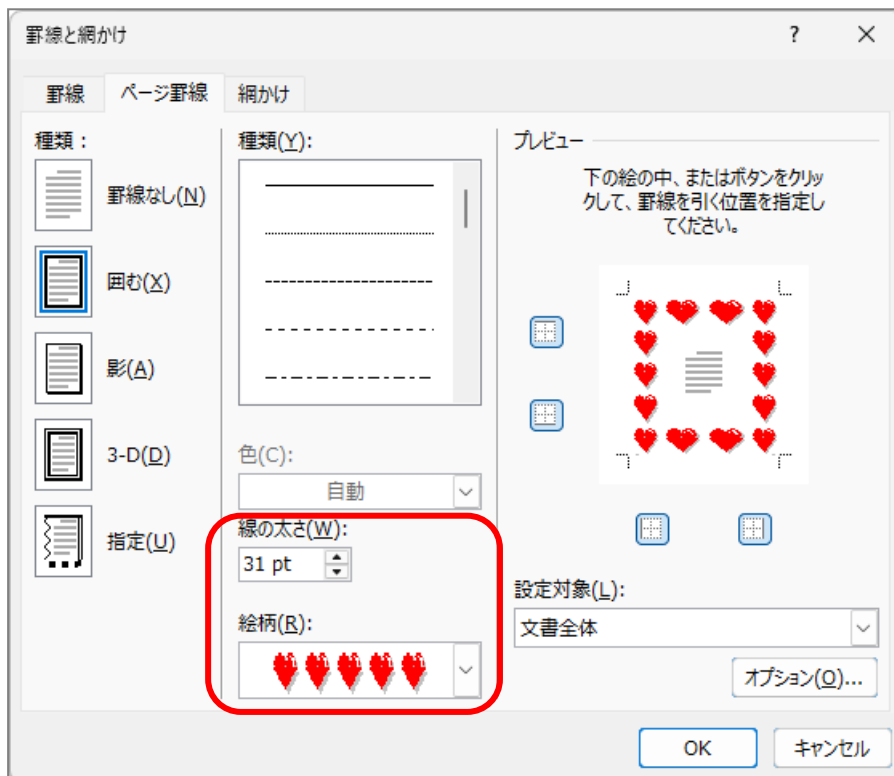 罫線と網かけ
?
罫線
ページ罫線
網かけ
種類：
罫線なし(N)
囲む(X)
影(A)
3-D(D)
指定(U)
種類(Y):
色(C):
自動
線の太さ(W):
31 pt
絵柄(R):
プレビュー
下の絵の中、またはボタンをクリッ
クして、罫線を引く位置を指定し
てください。
設定対象(L):
文書全体
オプション(O)...
OK
キャンセル